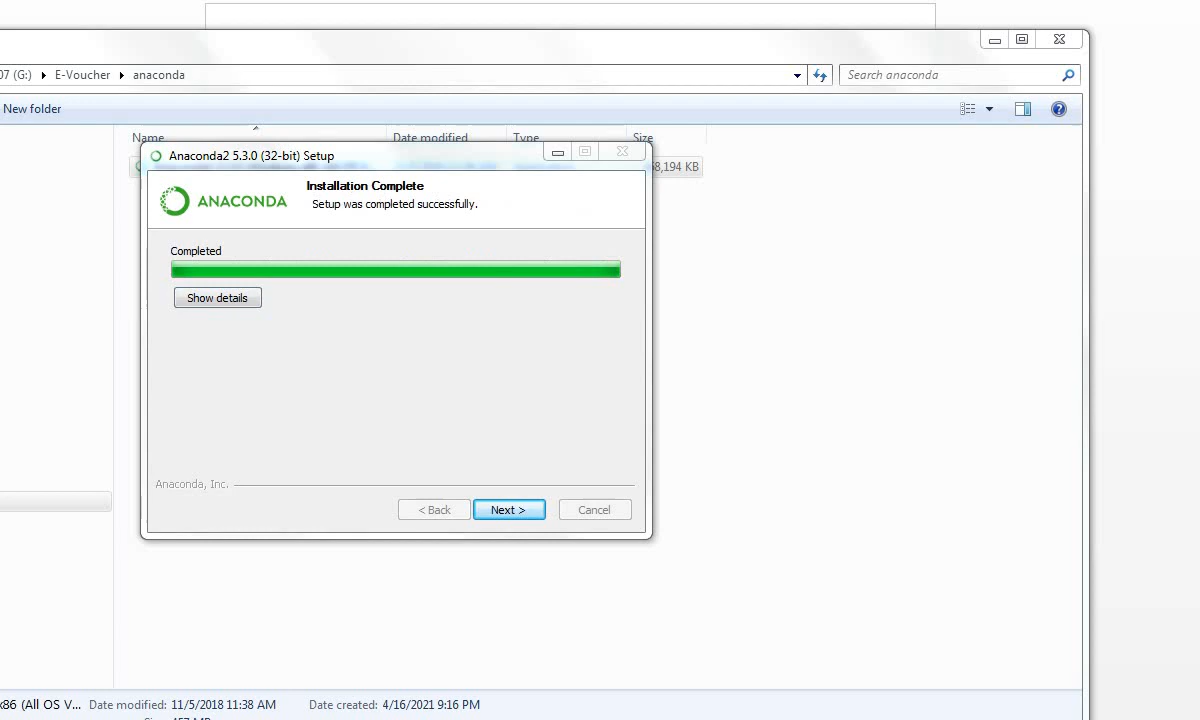 07 (G:) E-Voucher anaconda
Search anaconda
New folder
Name Date modified Type Size
Anaconda2 5.3.0 (32-bit) Setup
8,194 KB
Installation Complete
ANACONDA
Setup was completed successfully.
Completed
Show details
Anaconda, Inc.
< Back Next > Cancel
x86 (All OS V... Date modified: 11/5/2018 11:38 AM Date created: 4/16/2021 9:16 PM